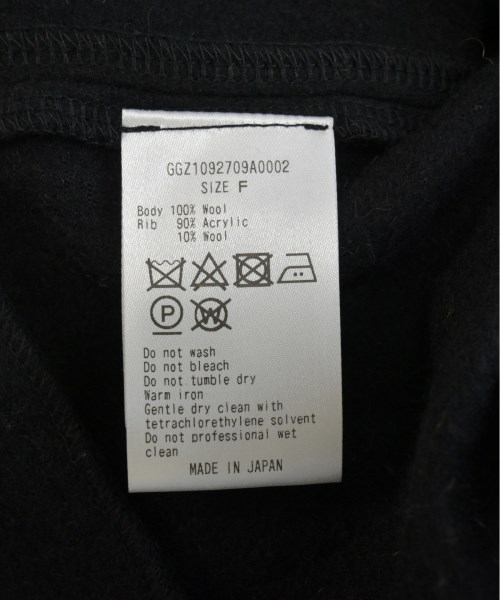 GGZ1092709A0002
SIZE F
Body 100% Wool
Rib 90% Acrylic
10% Wool
P W
Do not wash
Do not bleach
Do not tumble dry
Warm iron
Gentle dry clean with
tetrachlorethylene solvent
Do not professional wet
clean
MADE IN JAPAN